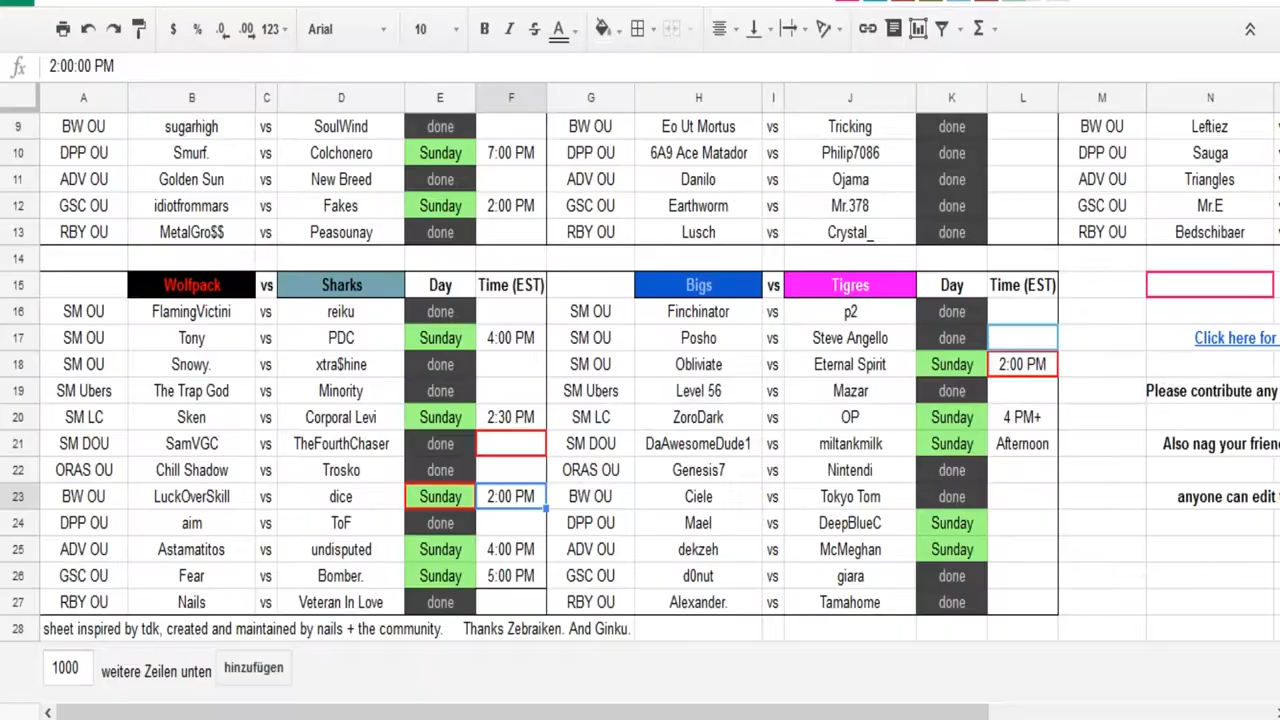 $ % .0 .00 123 Arial 10 B I S A Σ
fx 2:00:00 PM
A B C D E F G H I J K L M N
9 BW OU sugarhigh vs SoulWind done BW OU Eo Ut Mortus vs Tricking done BW OU Leftiez
10 DPP OU Smurf. vs Colchonero Sunday 7:00 PM DPP OU 6A9 Ace Matador vs Philip7086 done DPP OU Sauga
11 ADV OU Golden Sun vs New Breed done ADV OU Danilo vs Ojama done ADV OU Triangles
12 GSC OU idiotfrommars vs Fakes Sunday 2:00 PM GSC OU Earthworm vs Mr.378 done GSC OU Mr.E
13 RBY OU MetalGro$$ vs Peasounay done RBY OU Lusch vs Crystal_ done RBY OU Bedschibaer
14
15 Wolfpack vs Sharks Day Time (EST) Bigs vs Tigres Day Time (EST)
16 SM OU FlamingVictini vs reiku done SM OU Finchinator vs p2 done
17 SM OU Tony vs PDC Sunday 4:00 PM SM OU Posho vs Steve Angello done Click here for
18 SM OU Snowy. vs xtra$hine done SM OU Obliviate vs Eternal Spirit Sunday 2:00 PM
19 SM Ubers The Trap God vs Minority done SM Ubers Level 56 vs Mazar done Please contribute any
20 SM LC Sken vs Corporal Levi Sunday 2:30 PM SM LC ZoroDark vs OP Sunday 4 PM+
21 SM DOU SamVGC vs TheFourthChaser done SM DOU DaAwesomeDude1 vs miltankmilk Sunday Afternoon Also nag your friend
22 ORAS OU Chill Shadow vs Trosko done ORAS OU Genesis7 vs Nintendi done
23 BW OU LuckOverSkill vs dice Sunday 2:00 PM BW OU Ciele vs Tokyo Tom done anyone can edit
24 DPP OU aim vs ToF done DPP OU Mael vs DeepBlueC Sunday
25 ADV OU Astamatitos vs undisputed Sunday 4:00 PM ADV OU dekzeh vs McMeghan Sunday
26 GSC OU Fear vs Bomber. Sunday 5:00 PM GSC OU d0nut vs giara done
27 RBY OU Nails vs Veteran In Love done RBY OU Alexander. vs Tamahome done
28 sheet inspired by tdk, created and maintained by nails + the community. Thanks Zebraiken. And Ginku.
1000 weitere Zeilen unten hinzufügen